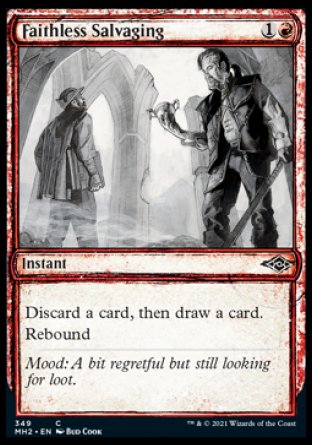 Faithless Salvaging 1
Instant
Discard a card, then draw a card.
Rebound
Mood: A bit regretful but still looking
for loot.
349 C
MH2 • EN Bud Cook ™ & © 2021 Wizards of the Coast